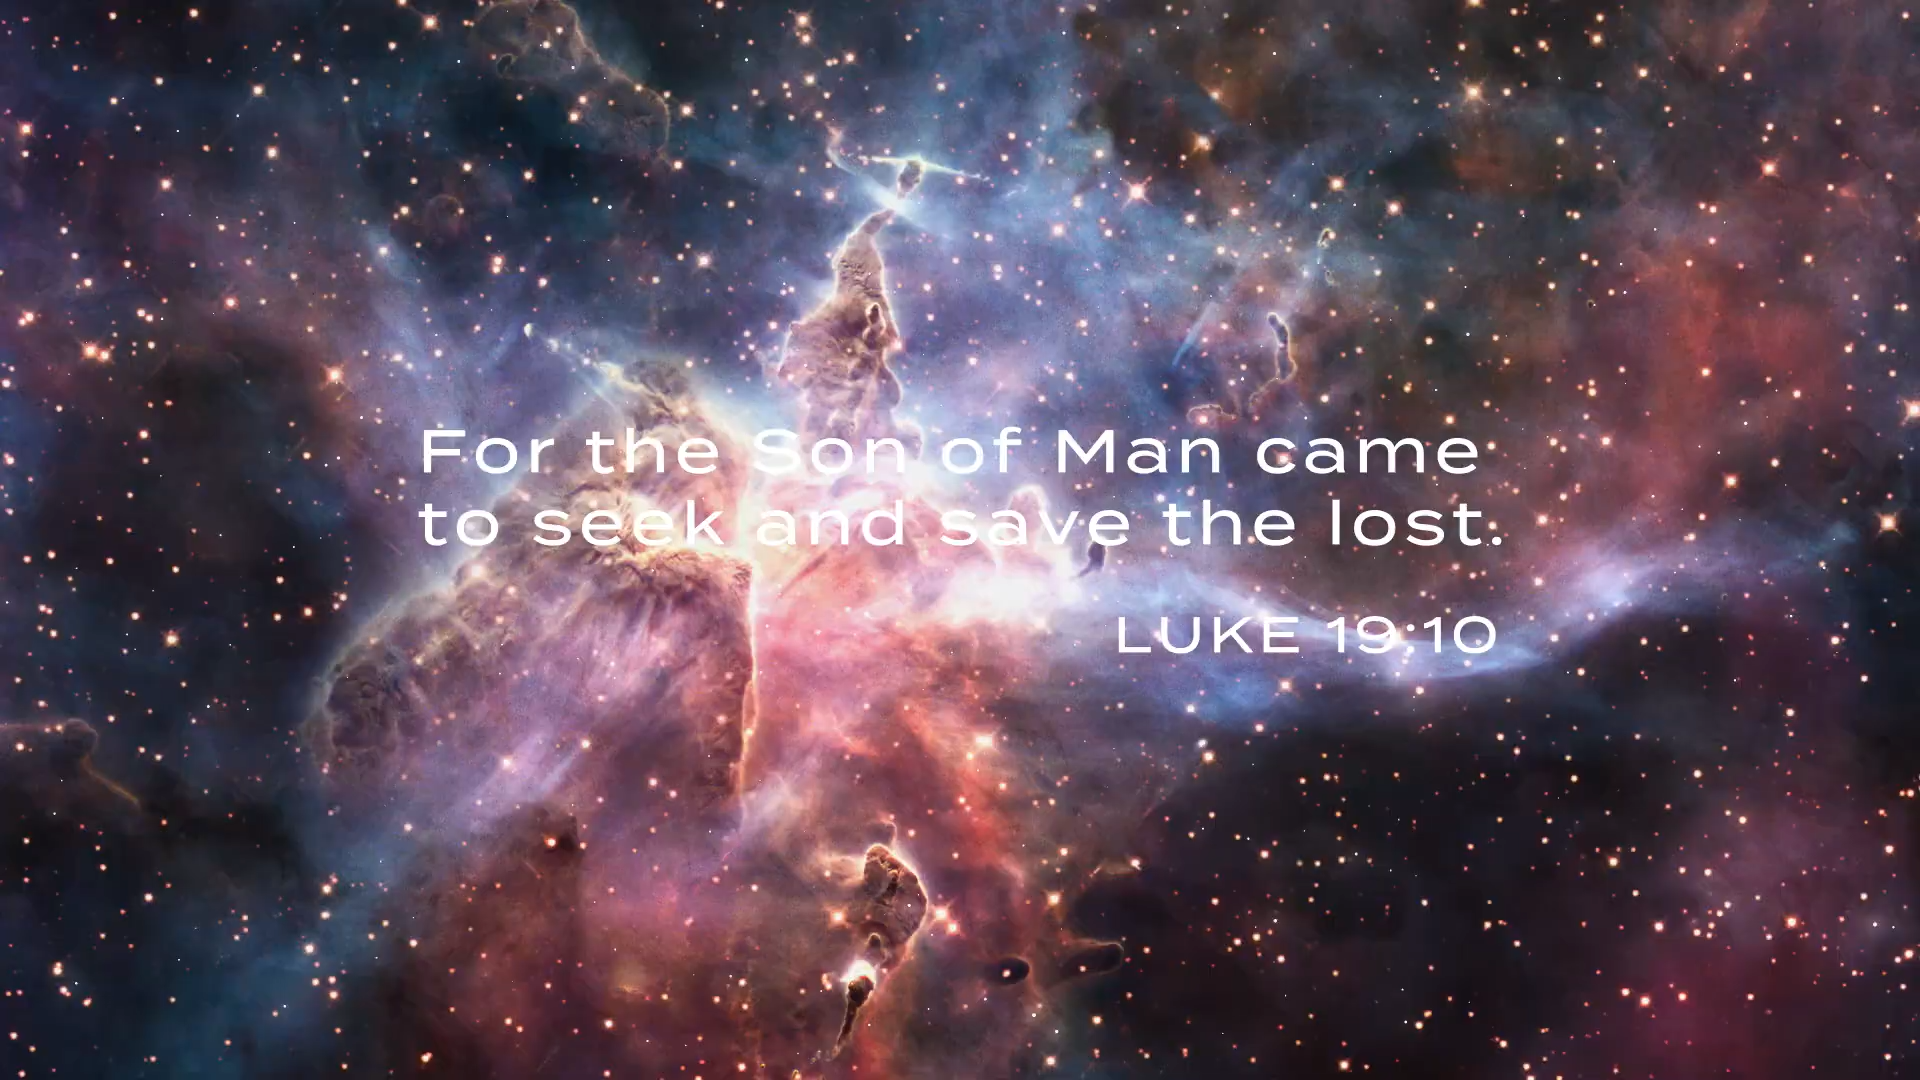 For the Son of Man came
to seek and save the lost.
LUKE 19:10